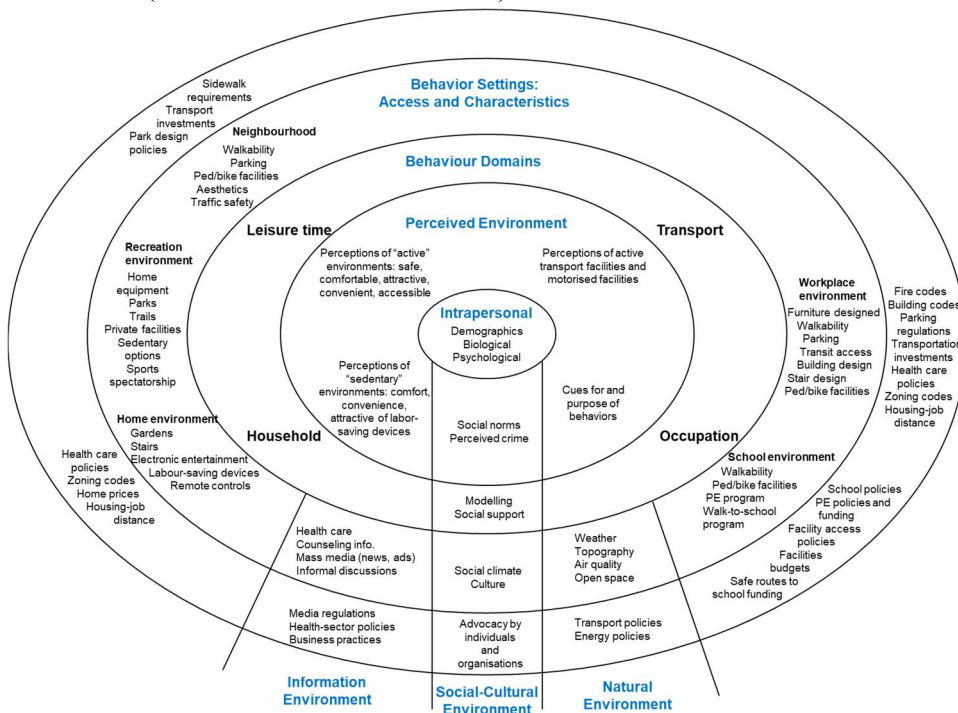 Behavior Settings:
Access and Characteristics
Sidewalk
requirements
Transport
investments
Park design
policies
Neighbourhood
Walkability
Parking
Ped/bike facilities
Aesthetics
Traffic safety
Behaviour Domains
Perceived Environment
Leisure time
Transport
Perceptions of “active”
environments: safe,
comfortable, attractive,
convenient, accessible
Perceptions of active
transport facilities and
motorised facilities
Recreation
environment
Home
equipment
Parks
Trails
Private facilities
Sedentary
options
Sports
spectatorship
Intrapersonal
Demographics
Biological
Psychological
Workplace
environment
Furniture designed
Walkability
Parking
Transit access
Building design
Stair design
Ped/bike facilities
Fire codes
Building codes
Parking
regulations
Transportation
investments
Health care
policies
Zoning codes
Housing-job
distance
Perceptions of
“sedentary”
environments: comfort,
convenience,
attractive of labor-
saving devices
Social norms
Perceived crime
Cues for and
purpose of
behaviors
Household
Occupation
Home environment
Gardens
Stairs
Electronic entertainment
Labour-saving devices
Remote controls
Health care
policies
Zoning codes
Home prices
Housing-job
distance
School environment
Walkability
Ped/bike facilities
PE program
Walk-to-school
program
School policies
PE policies and
funding
Facility access
policies
Facilities
budgets
Safe routes to
school funding
Modelling
Social support
Health care
Counseling info.
Mass media (news, ads)
Informal discussions
Social climate
Culture
Weather
Topography
Air quality
Open space
Media regulations
Health-sector policies
Business practices
Advocacy by
individuals
and
organisations
Transport policies
Energy policies
Information
Environment
Social-Cultural
Environment
Natural
Environment